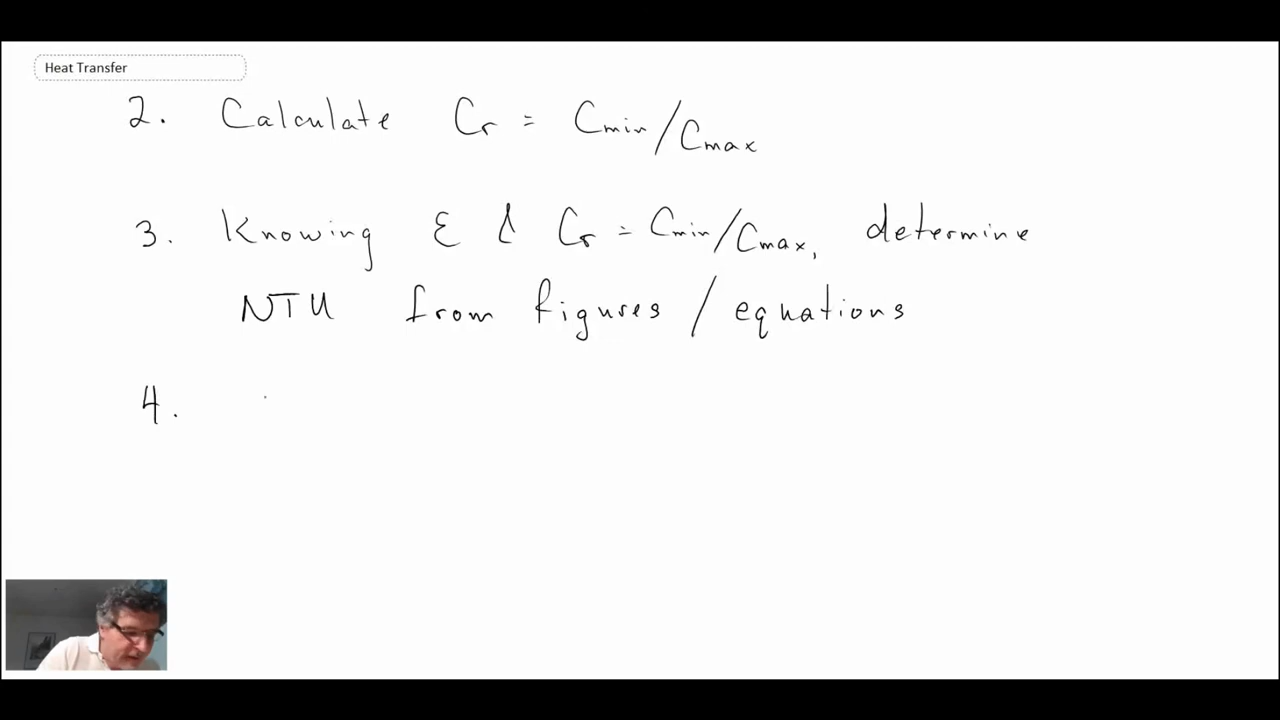 Heat Transfer
2. Calculate Cr = Cmin/Cmax
3. Knowing ε & Cr = Cmin/Cmax, determine
NTU from figures / equations
4.